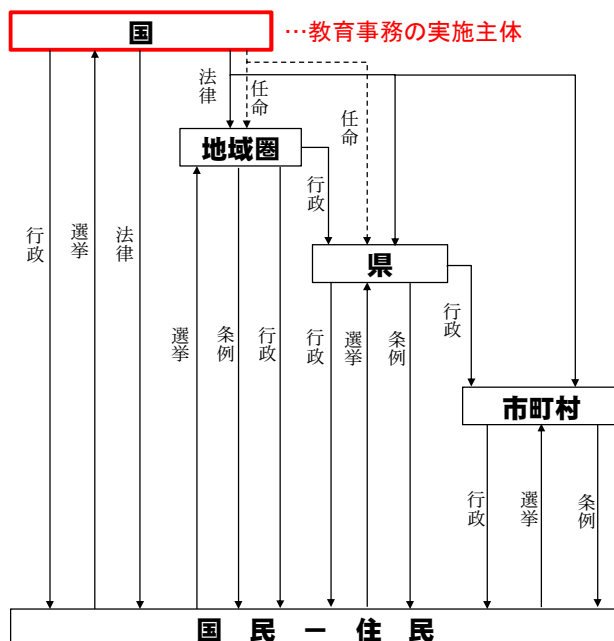 国
…教育事務の実施主体
法律
任命
任命
地域圏
行政
行政
選挙
法律
県
行政
選挙
条例
行政
行政
選挙
条例
市町村
行政
選挙
条例
国 民 ー 住 民